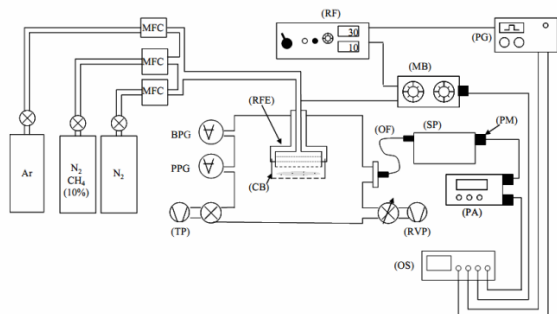 MFC
(RF)
30
10
(PG)
MFC
MFC
(MB)
(RFE)
BPG
(OF)
(SP)
(PM)
PPG
Ar
N2
CH4
(10%)
N2
(CB)
(PA)
(TP)
(RVP)
(OS)